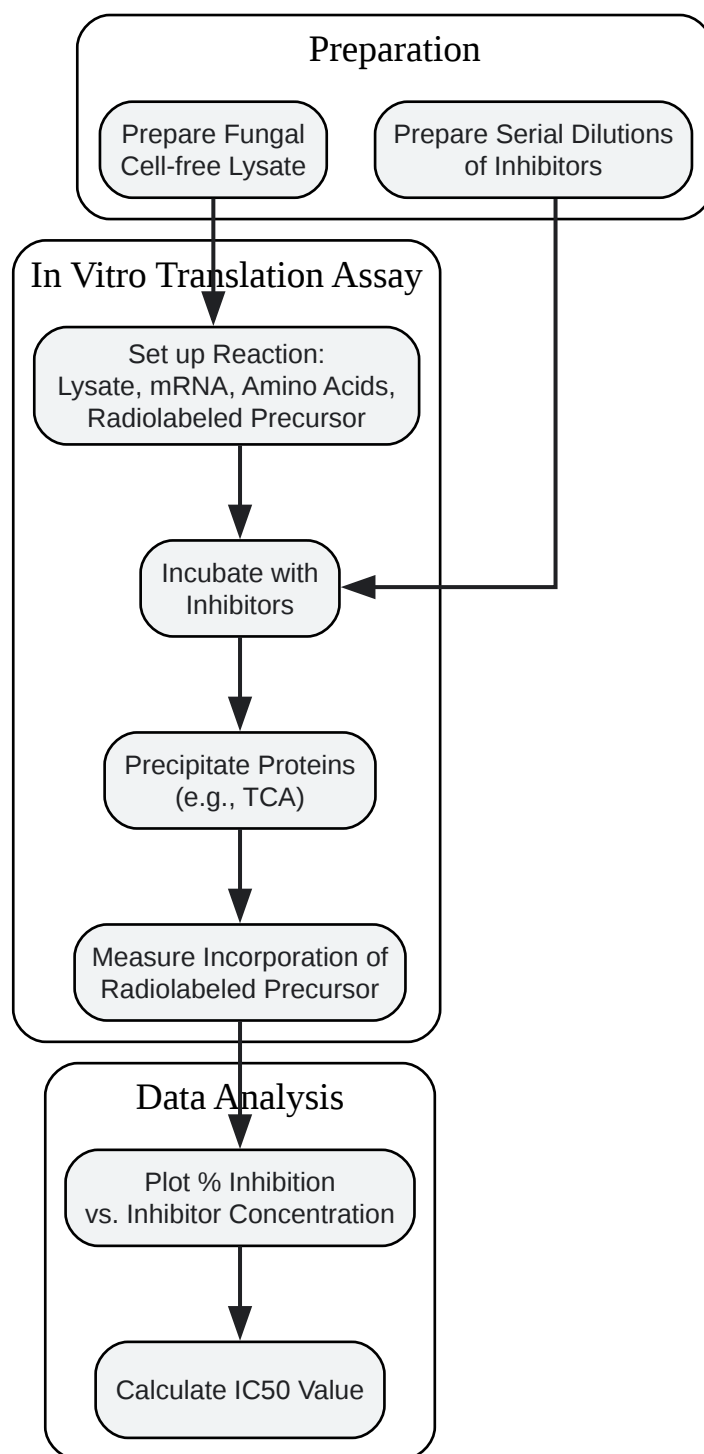 Preparation
Prepare Fungal
Cell-free Lysate
Prepare Serial Dilutions
of Inhibitors
In Vitro Translation Assay
Set up Reaction:
Lysate, mRNA, Amino Acids,
Radiolabeled Precursor
Incubate with
Inhibitors
Precipitate Proteins
(e.g., TCA)
Measure Incorporation of
Radiolabeled Precursor
Data Analysis
Plot % Inhibition
vs. Inhibitor Concentration
Calculate IC50 Value